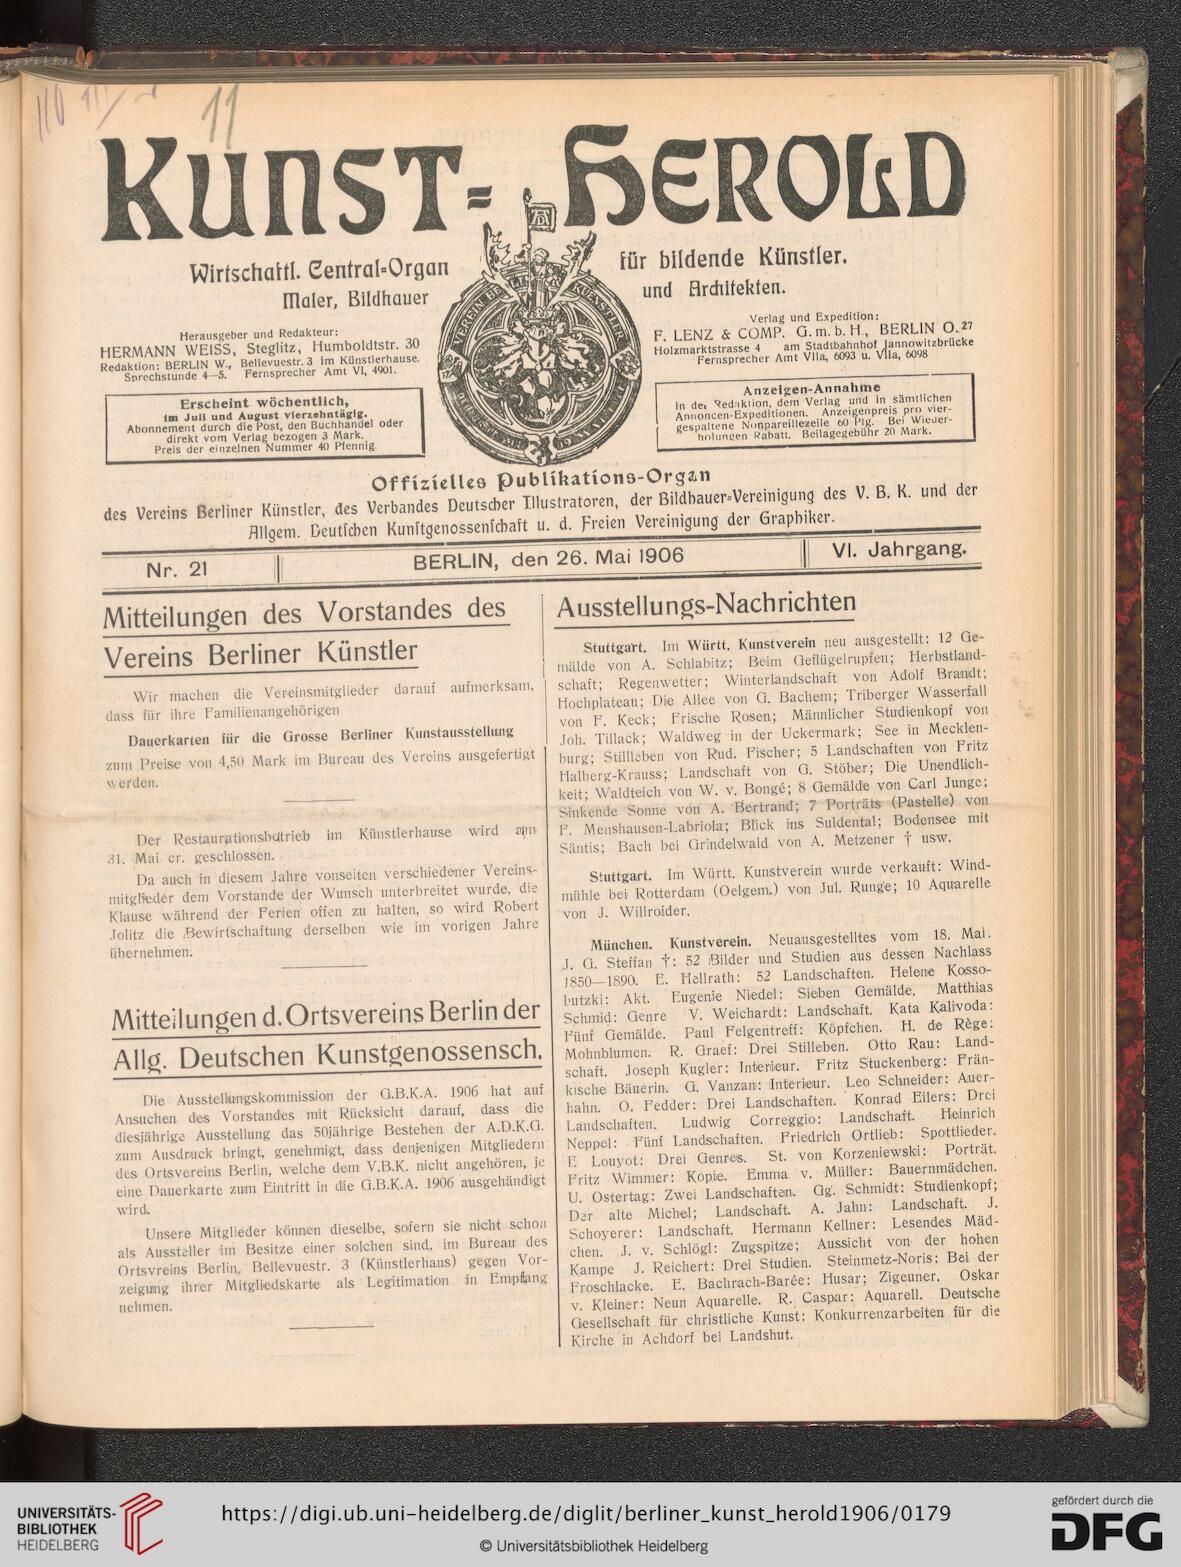 11
KUNST=HEROLD
Wirtschaftl. Central=Organ für bildende Künstler.
Maler, Bildhauer und Architekten.
Herausgeber und Redakteur:
HERMANN WEISS, Steglitz, Humboldtstr. 30
Redaktion: BERLIN W., Bellevuestr. 3 im Künstlerhause.
Sprechstunde 4—5. Fernsprecher Amt VI, 4901.
Erscheint wöchentlich,
im Juli und August vierzehntägig.
Abonnement durch die Post, den Buchhandel oder
direkt vom Verlag bezogen 3 Mark.
Preis der einzelnen Nummer 40 Pfennig.
VEREIN BERLINER KUENSTLER
Verlag und Expedition:
F. LENZ & COMP. G. m. b. H., BERLIN O. 27
Holzmarktstrasse 4 am Stadtbahnhof Jannowitzbrücke
Fernsprecher Amt VIIa, 6093 u. VIIa, 6098
Anzeigen-Annahme
in der Redaktion, dem Verlag und in sämtlichen
Annoncen-Expeditionen. Anzeigenpreis pro vier-
gespaltene Nonpareillezeile 60 Pfg. Bei Wieder-
holungen Rabatt. Beilagegebühr 20 Mark.
Offizielles Publikations-Organ
des Vereins Berliner Künstler, des Verbandes Deutscher Illustratoren, der Bildhauer=Vereinigung des V. B. K. und der
Allgem. Deutschen Kunstgenossenschaft u. d. Freien Vereinigung der Graphiker.
Nr. 21 BERLIN, den 26. Mai 1906 VI. Jahrgang.
Mitteilungen des Vorstandes des
Vereins Berliner Künstler
Wir machen die Vereinsmitglieder darauf aufmerksam,
dass für ihre Familienangehörigen
Dauerkarten für die Grosse Berliner Kunstausstellung
zum Preise von 4,50 Mark im Bureau des Vereins ausgefertigt
werden.
Der Restaurationsbetrieb im Künstlerhause wird am
31. Mai cr. geschlossen.
Da auch in diesem Jahre vonseiten verschiedener Vereins-
mitglieder dem Vorstande der Wunsch unterbreitet wurde, die
Klause während der Ferien offen zu halten, so wird Robert
Jolitz die Bewirtschaftung derselben wie im vorigen Jahre
übernehmen.
Mitteilungen d. Ortsvereins Berlin der
Allg. Deutschen Kunstgenossensch.
Die Ausstellungskommission der G.B.K.A. 1906 hat auf
Ansuchen des Vorstandes mit Rücksicht darauf, dass die
diesjährige Ausstellung das 50jährige Bestehen der A.D.K.G.
zum Ausdruck bringt, genehmigt, dass denjenigen Mitgliedern
des Ortsvereins Berlin, welche dem V.B.K. nicht angehören, je
eine Dauerkarte zum Eintritt in die G.B.K.A. 1906 ausgehändigt
wird.
Unsere Mitglieder können dieselbe, sofern sie nicht schon
als Aussteller im Besitze einer solchen sind, im Bureau des
Ortsvreins Berlin, Bellevuestr. 3 (Künstlerhaus) gegen Vor-
zeigung ihrer Mitgliedskarte als Legitimation in Empfang
nehmen.
Ausstellungs-Nachrichten
Stuttgart. Im Württ. Kunstverein neu ausgestellt: 12 Ge-
mälde von A. Schlabitz; Beim Geflügelrupfen; Herbstland-
schaft; Regenwetter; Winterlandschaft von Adolf Brandt;
Hochplateau; Die Allee von G. Bachem; Triberger Wasserfall
von F. Keck; Frische Rosen; Männlicher Studienkopf von
Joh. Tillack; Waldweg in der Uckermark; See in Mecklen-
burg; Stillleben von Rud. Fischer; 5 Landschaften von Fritz
Halberg-Krauss; Landschaft von G. Stöber; Die Unendlich-
keit; Waldteich von W. v. Bongé; 8 Gemälde von Carl Junge;
Sinkende Sonne von A. Bertrand; 7 Porträts (Pastelle) von
F. Menshausen-Labriola; Blick ins Suldental; Bodensee mit
Säntis; Bach bei Grindelwald von A. Metzener † usw.
Stuttgart. Im Württ. Kunstverein wurde verkauft: Wind-
mühle bei Rotterdam (Oelgem.) von Jul. Runge; 10 Aquarelle
von J. Willroider.
München. Kunstverein. Neuausgestelltes vom 18. Mai.
J. G. Steffan †: 52 Bilder und Studien aus dessen Nachlass
1850—1890. E. Hellrath: 52 Landschaften. Helene Kosso-
butzki: Akt. Eugenie Niedel: Sieben Gemälde. Matthias
Schmid: Genre V. Weichardt: Landschaft. Kata Kalivoda:
Fünf Gemälde. Paul Felgentreff: Köpfchen. H. de Rège:
Mohnblumen. R. Graef: Drei Stilleben. Otto Rau: Land-
schaft. Joseph Kugler: Interieur. Fritz Stuckenberg: Frän-
kische Bäuerin. G. Vanzan: Interieur. Leo Schneider: Auer-
hahn. O. Fedder: Drei Landschaften. Konrad Eilers: Drei
Landschaften. Ludwig Correggio: Landschaft. Heinrich
Neppel: Fünf Landschaften. Friedrich Ortlieb: Spottlieder.
E Louyot: Drei Genres. St. von Korzeniewski: Porträt.
Fritz Wimmer: Kopie. Emma v. Müller: Bauernmädchen.
U. Ostertag: Zwei Landschaften. Gg. Schmidt: Studienkopf;
Der alte Michel; Landschaft. A. Jahn: Landschaft. J.
Schoyerer: Landschaft. Hermann Kellner: Lesendes Mäd-
chen. J. v. Schlögl: Zugspitze; Aussicht von der hohen
Kampe J. Reichert: Drei Studien. Steinmetz-Noris: Bei der
Froschlacke. E. Bachrach-Barée: Husar; Zigeuner. Oskar
v. Kleiner: Neun Aquarelle. R. Caspar: Aquarell. Deutsche
Gesellschaft für christliche Kunst: Konkurrenzarbeiten für die
Kirche in Achdorf bei Landshut.
UNIVERSITÄTS-
BIBLIOTHEK
HEIDELBERG
https://digi.ub.uni-heidelberg.de/diglit/berliner_kunst_herold1906/0179
© Universitätsbibliothek Heidelberg
gefördert durch die
DFG